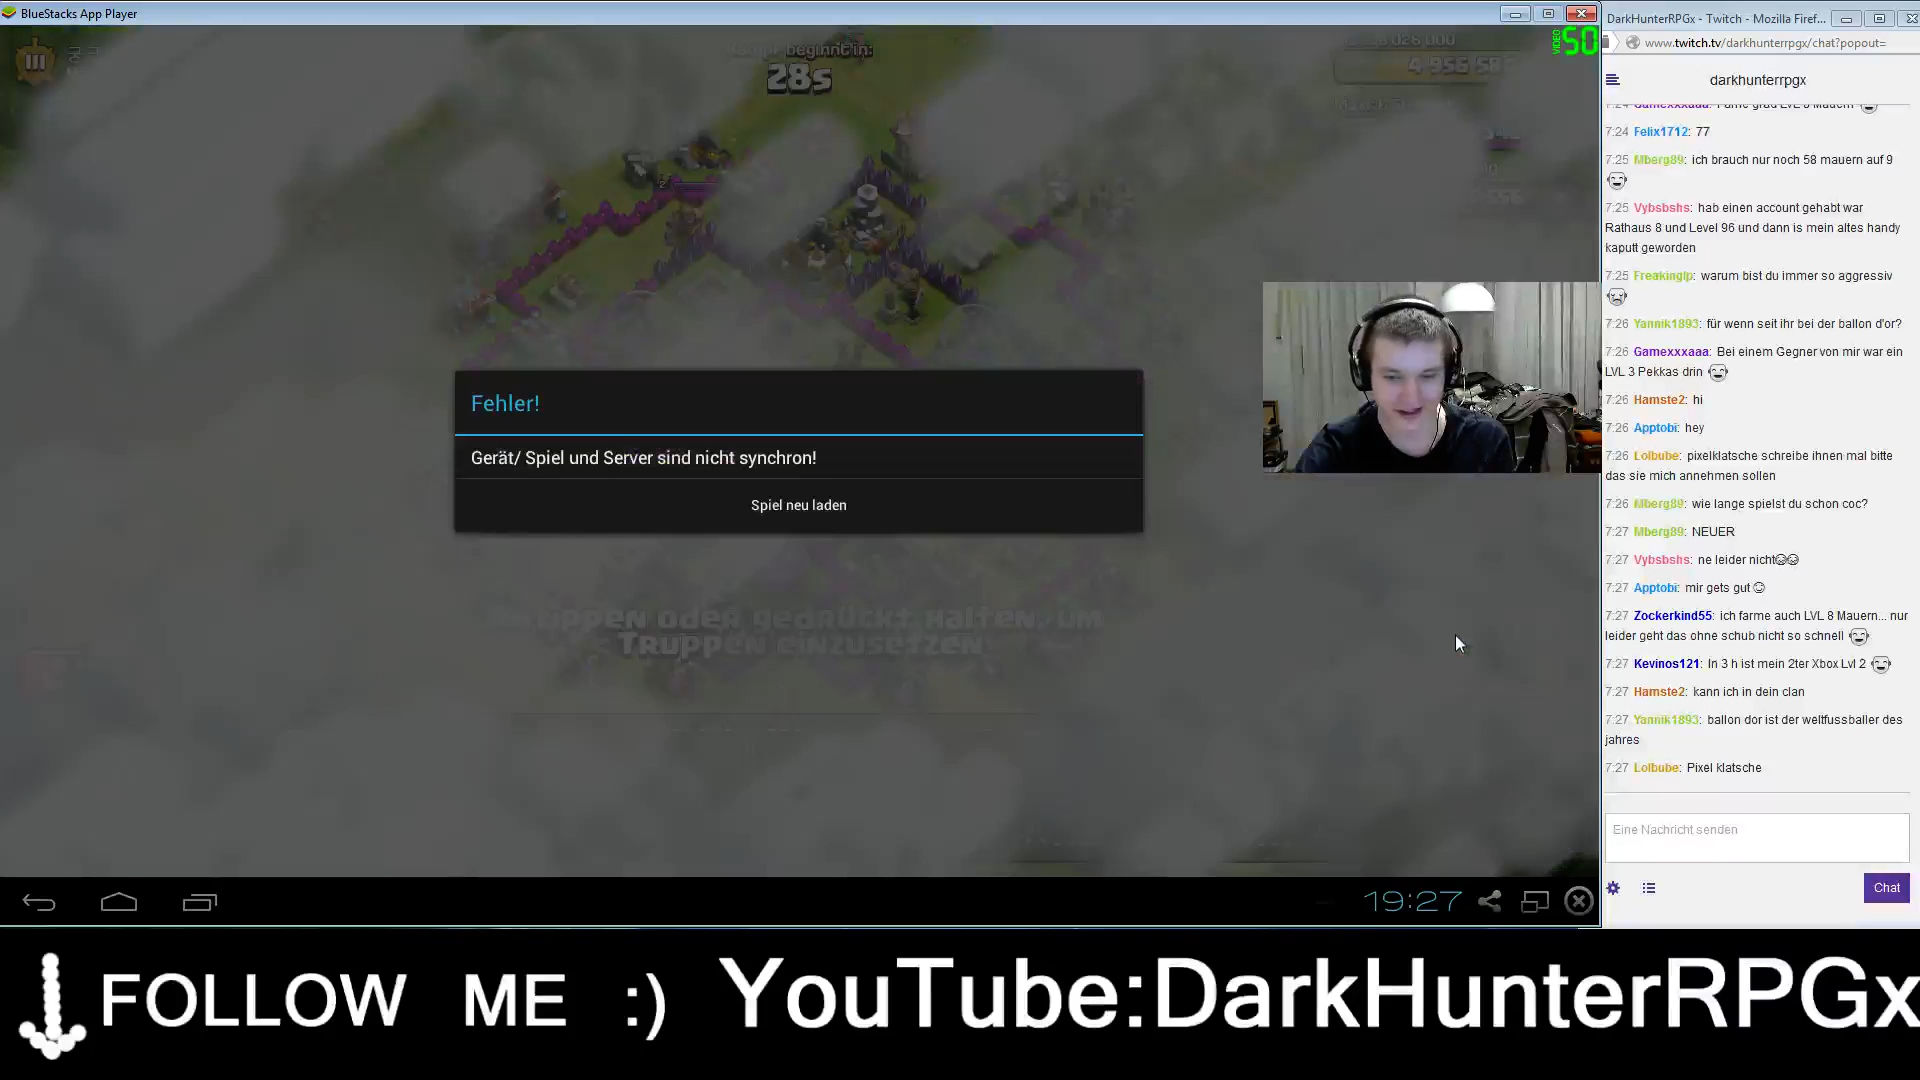 BlueStacks App Player
DarkHunterRPGx - Twitch - Mozilla Firef...
www.twitch.tv/darkhunterrpgx/chat?popout=
VIDEO 50
beginnt in:
28s
darkhunterrpgx
7:24 Felix1712: 77
7:25 Mberg89: ich brauch nur noch 58 mauern auf 9
7:25 Vybsbshs: hab einen account gehabt war
Rathaus 8 und Level 96 und dann is mein altes handy
kaputt geworden
7:25 Freakinglp: warum bist du immer so aggressiv
7:26 Yannik1893: für wenn seit ihr bei der ballon d'or?
7:26 Gamexxxaaa: Bei einem Gegner von mir war ein
LVL 3 Pekkas drin
7:26 Hamste2: hi
7:26 Apptobi: hey
7:26 Lolbube: pixelklatsche schreibe ihnen mal bitte
das sie mich annehmen sollen
7:26 Mberg89: wie lange spielst du schon coc?
7:27 Mberg89: NEUER
7:27 Vybsbshs: ne leider nicht
7:27 Apptobi: mir gets gut
7:27 Zockerkind55: ich farme auch LVL 8 Mauern... nur
leider geht das ohne schub nicht so schnell
7:27 Kevinos121: In 3 h ist mein 2ter Xbox Lvl 2
7:27 Hamste2: kann ich in dein clan
7:27 Yannik1893: ballon dor ist der weltfussballer des
jahres
7:27 Lolbube: Pixel klatsche
Eine Nachricht senden
Chat
Fehler!
Gerät/ Spiel und Server sind nicht synchron!
Spiel neu laden
oder gedrückt halten, um
Truppen einzusetzen
19:27
FOLLOW ME :) YouTube:DarkHunterRPGx